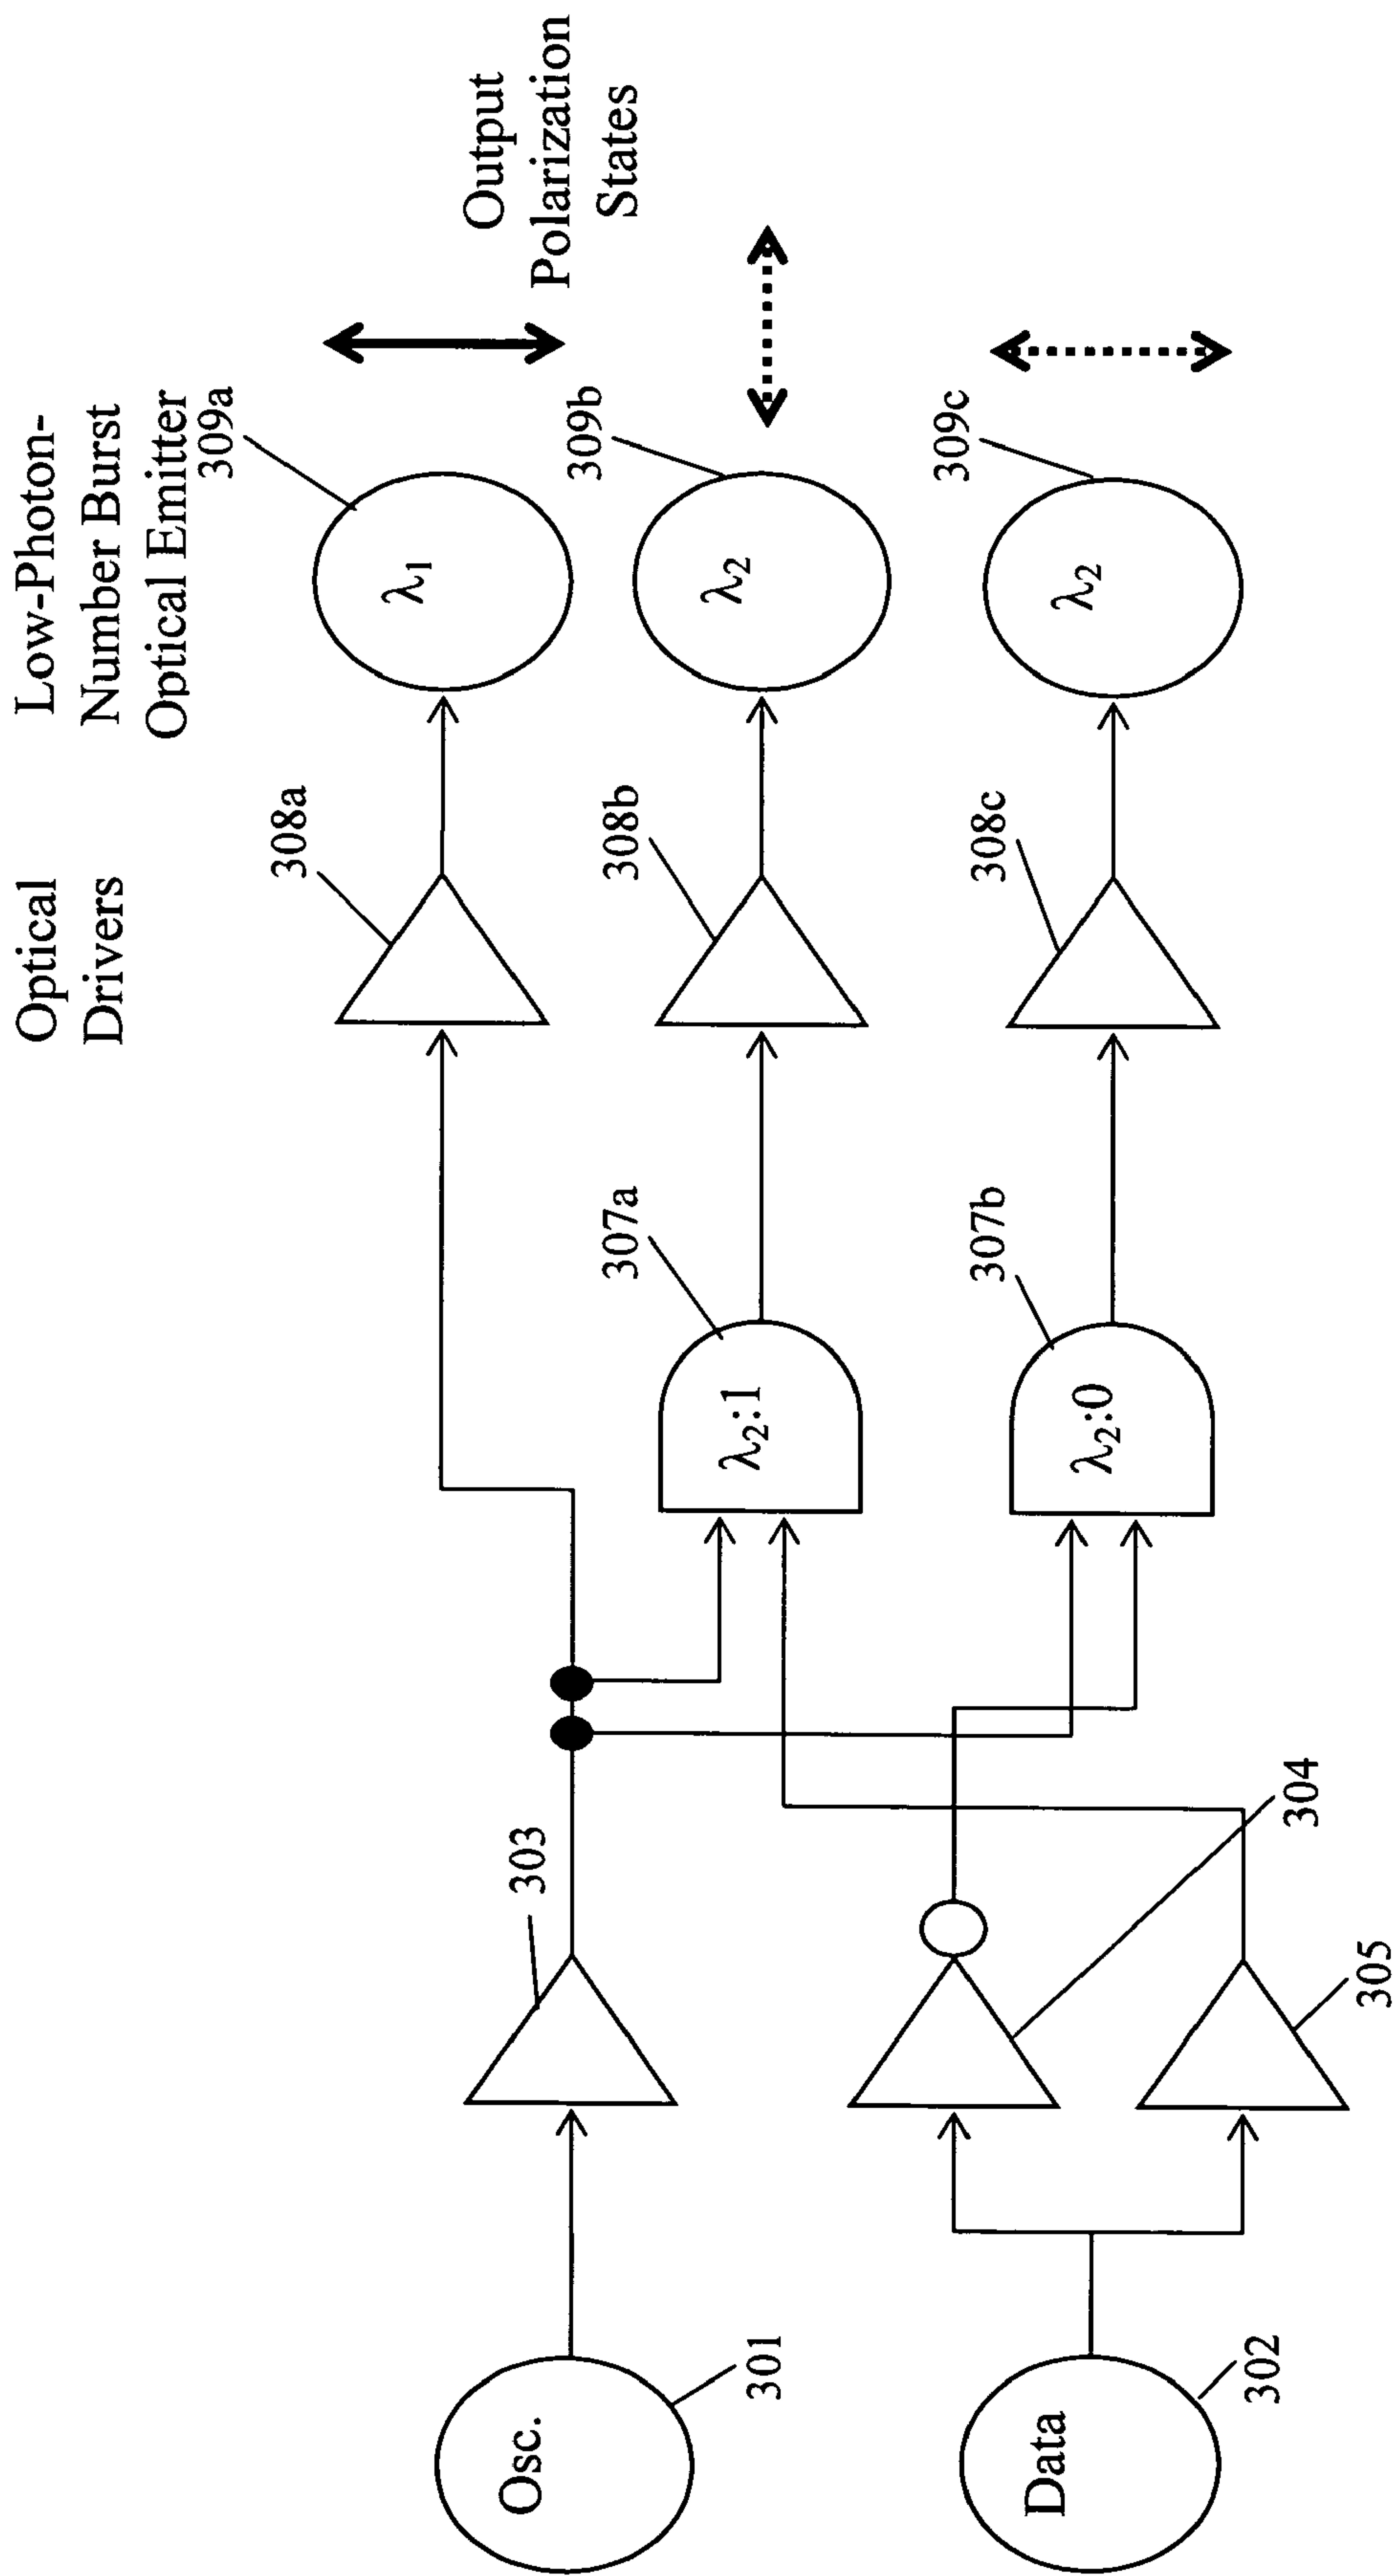 Optical
Drivers
Low-Photon-
Number Burst
Optical Emitter
309a
308a
λ1
Output
Polarization
States
303
307a
308b
309b
Osc.
301
λ2:1
λ2
307b
308c
309c
Data
302
304
305
λ2:0
λ2